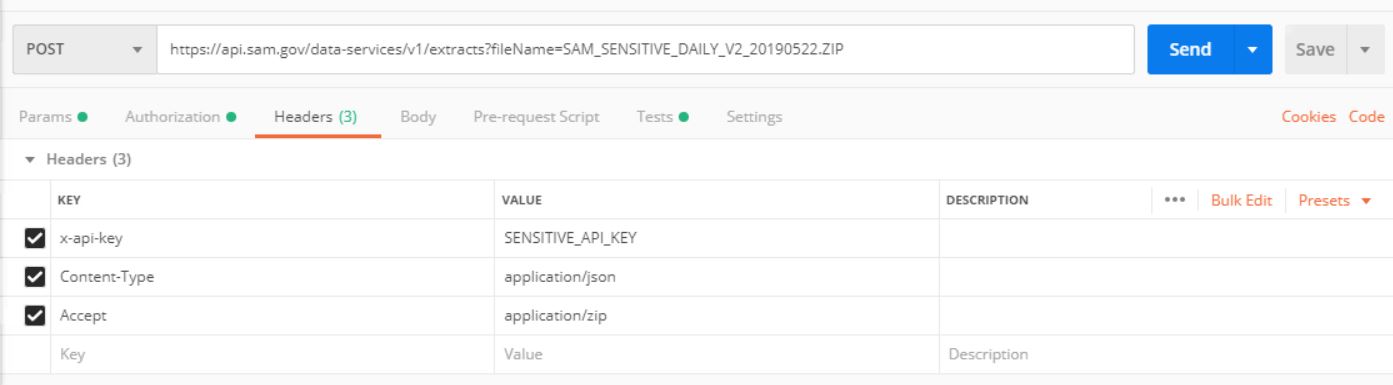 POST https://api.sam.gov/data-services/v1/extracts?fileName=SAM_SENSITIVE_DAILY_V2_20190522.ZIP Send Save
Params Authorization Headers (3) Body Pre-request Script Tests Settings Cookies Code
Headers (3)
KEY VALUE DESCRIPTION ••• Bulk Edit Presets
x-api-key SENSITIVE_API_KEY
Content-Type application/json
Accept application/zip
Key Value Description